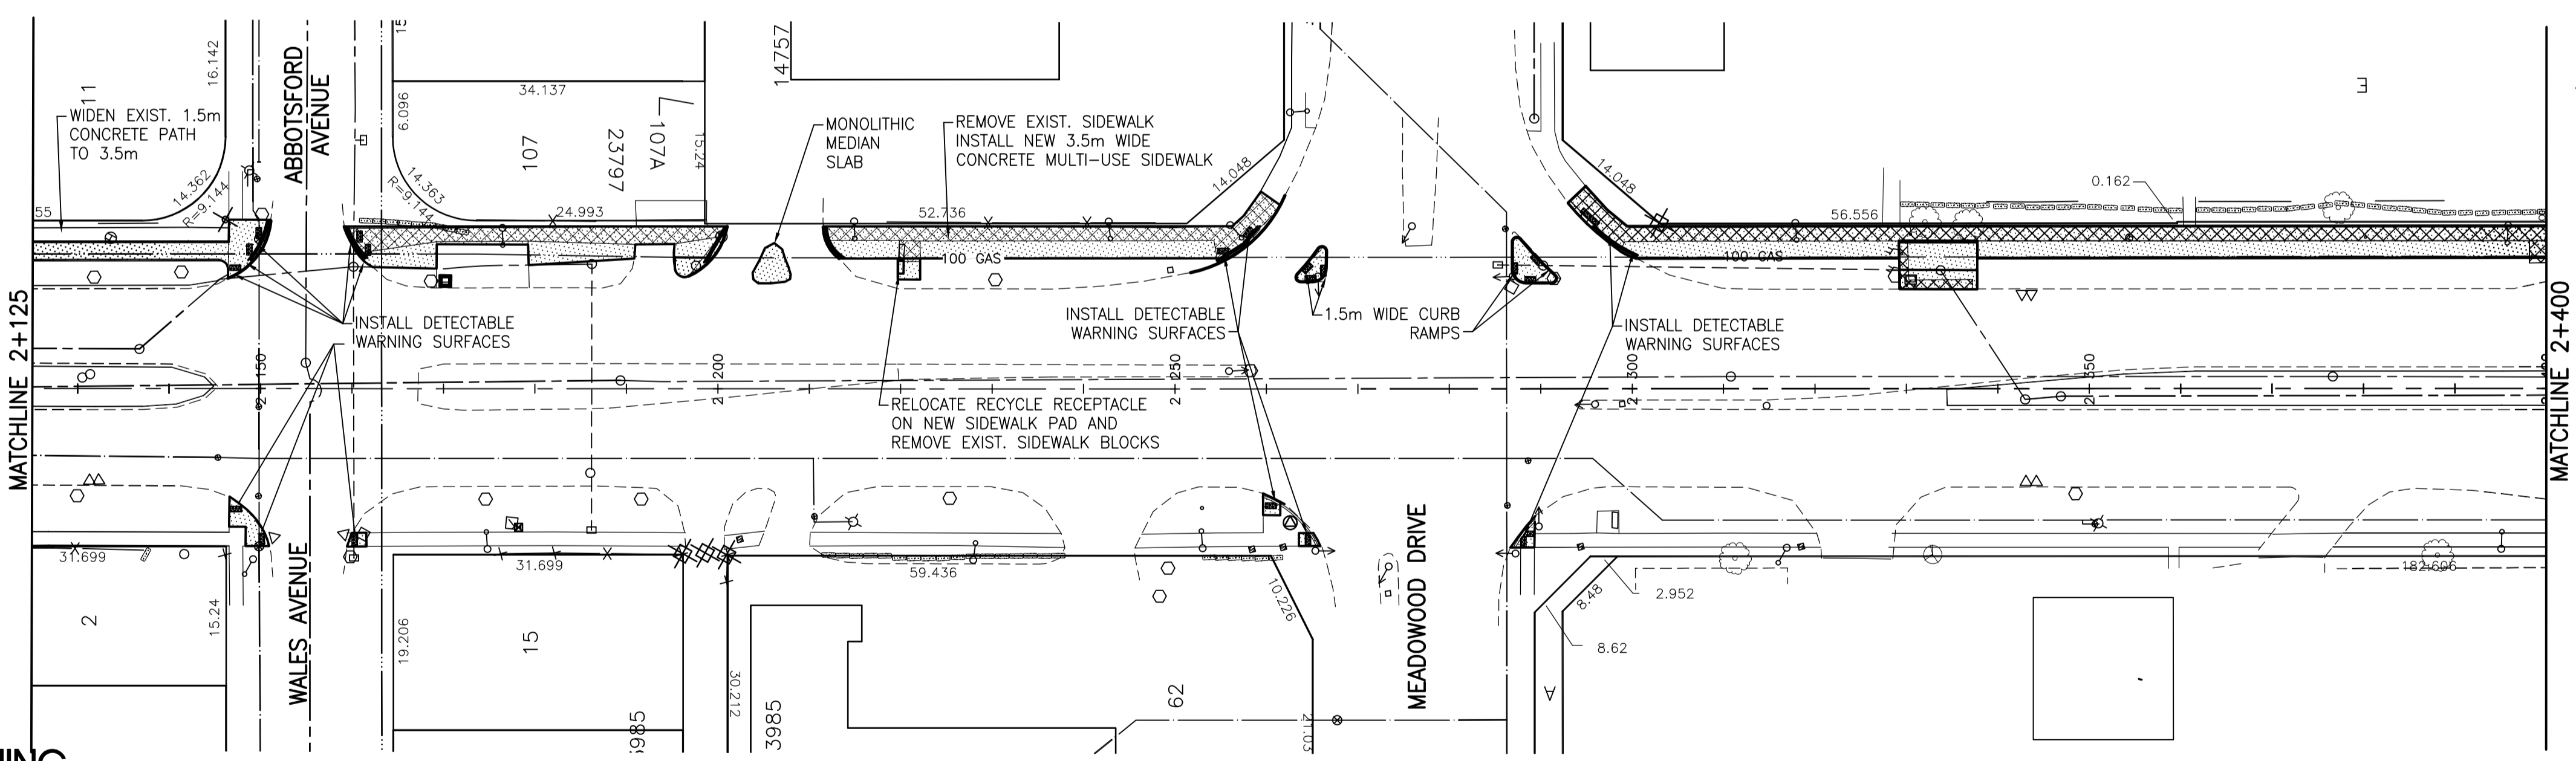 MATCHLINE 2+125
11
WIDEN EXIST. 1.5m
CONCRETE PATH
TO 3.5m
16.142
ABBOTSFORD
AVENUE
55
14.362
R=9.144
14.363
R=9.144
6.096
34.137
107
23797
107A
15.24
24.993
14757
MONOLITHIC
MEDIAN
SLAB
REMOVE EXIST. SIDEWALK
INSTALL NEW 3.5m WIDE
CONCRETE MULTI-USE SIDEWALK
52.736
14.048
100 GAS
14.048
56.556
0.162
E
100 GAS
INSTALL DETECTABLE
WARNING SURFACES
INSTALL DETECTABLE
WARNING SURFACES
1.5m WIDE CURB
RAMPS
INSTALL DETECTABLE
WARNING SURFACES
2+150
2+200
2+250
2+300
2+350
RELOCATE RECYCLE RECEPTACLE
ON NEW SIDEWALK PAD AND
REMOVE EXIST. SIDEWALK BLOCKS
MATCHLINE 2+400
31.699
2
15.24
WALES AVENUE
19.206
31.699
15
3985
30.212
3985
59.436
62
10.226
21.03
MEADOWOOD DRIVE
8.48
2.952
8.62
A
182.606